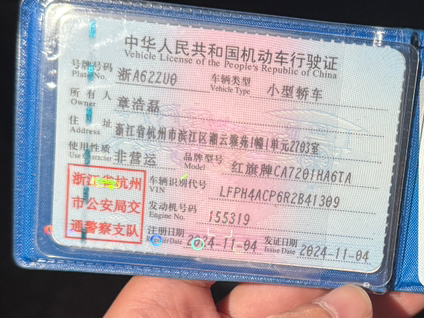 中华人民共和国机动车行驶证
Vehicle License of the People's Republic of China
号牌号码 浙A62ZU0 车辆类型 小型轿车
Plate No. Vehicle Type
所有人 章浩磊
Owner
住址 浙江省杭州市滨江区湘云雅苑1幢1单元2703室
Address
使用性质 非营运 品牌型号 红旗牌CA7201HA6TA
Use Character Model
浙江省杭州市公安局交通警察支队
车辆识别代号 LFPH4ACP6R2B41309
VIN
发动机号码 155319
Engine No.
注册日期 2024-11-04 发证日期 2024-11-04
Register Date Issue Date